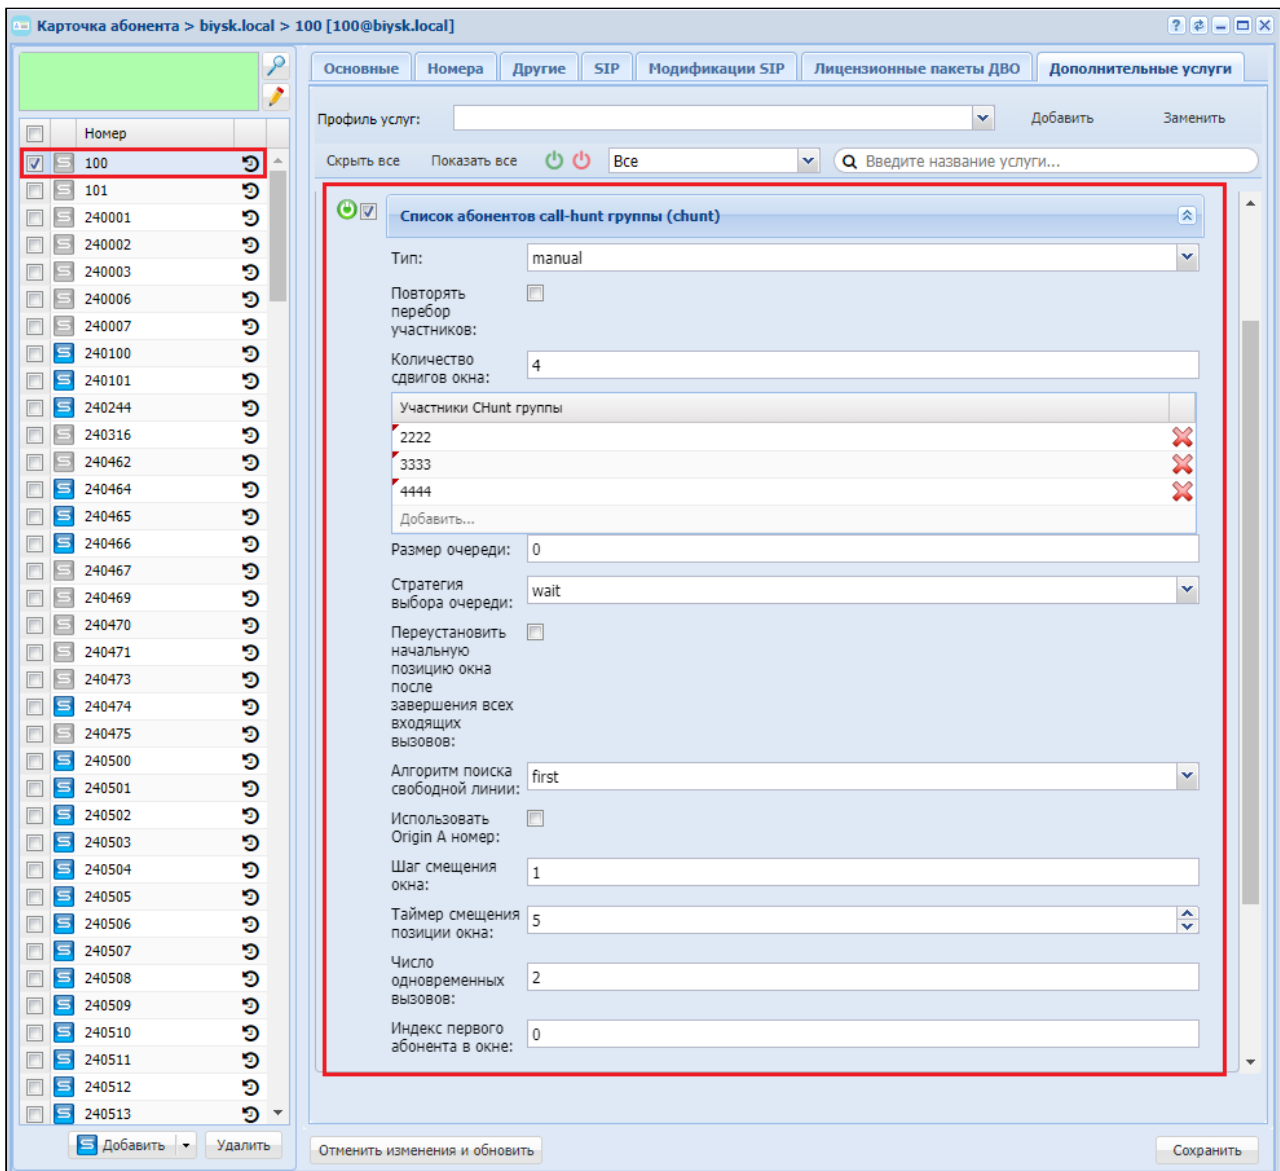 Карточка абонента > biysk.local > 100 [100@biysk.local]
Номер
100
101
240001
240002
240003
240006
240007
240100
240101
240244
240316
240462
240464
240465
240466
240467
240469
240470
240471
240473
240474
240475
240500
240501
240502
240503
240504
240505
240506
240507
240508
240509
240510
240511
240512
240513
Добавить
Удалить
Основные
Номера
Другие
SIP
Модификации SIP
Лицензионные пакеты ДВО
Дополнительные услуги
Профиль услуг:
Добавить
Заменить
Скрыть все
Показать все
Все
Введите название услуги...
Список абонентов call-hunt группы (chunt)
Тип:
manual
Повторять
перебор
участников:
Количество
сдвигов окна:
4
Участники CHunt группы
2222
3333
4444
Добавить...
Размер очереди:
0
Стратегия
выбора очереди:
wait
Переустановить
начальную
позицию окна
после
завершения всех
входящих
вызовов:
Алгоритм поиска
свободной линии:
first
Использовать
Origin A номер:
Шаг смещения
окна:
1
Таймер смещения
позиции окна:
5
Число
одновременных
вызовов:
2
Индекс первого
абонента в окне:
0
Отменить изменения и обновить
Сохранить